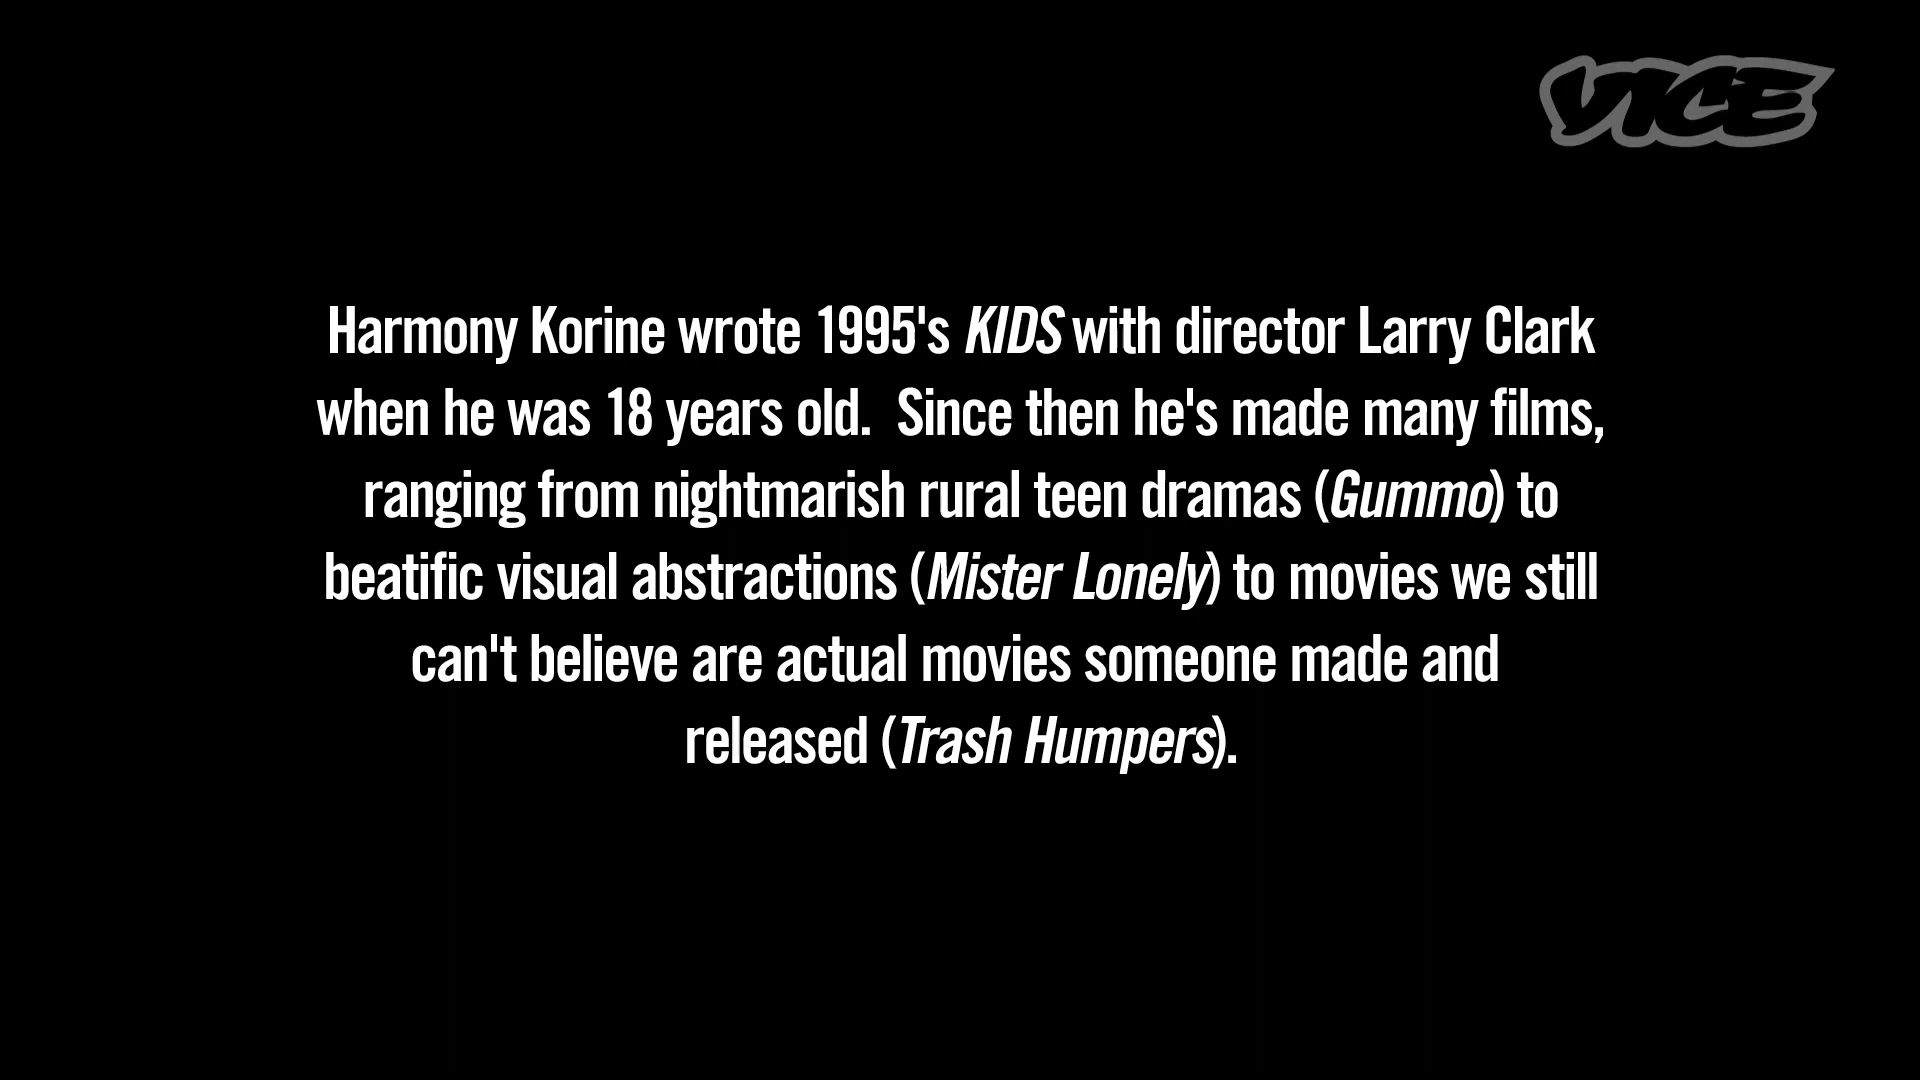 VICE
Harmony Korine wrote 1995's KIDS with director Larry Clark
when he was 18 years old.  Since then he's made many films,
ranging from nightmarish rural teen dramas (Gummo) to
beatific visual abstractions (Mister Lonely) to movies we still
can't believe are actual movies someone made and
released (Trash Humpers).